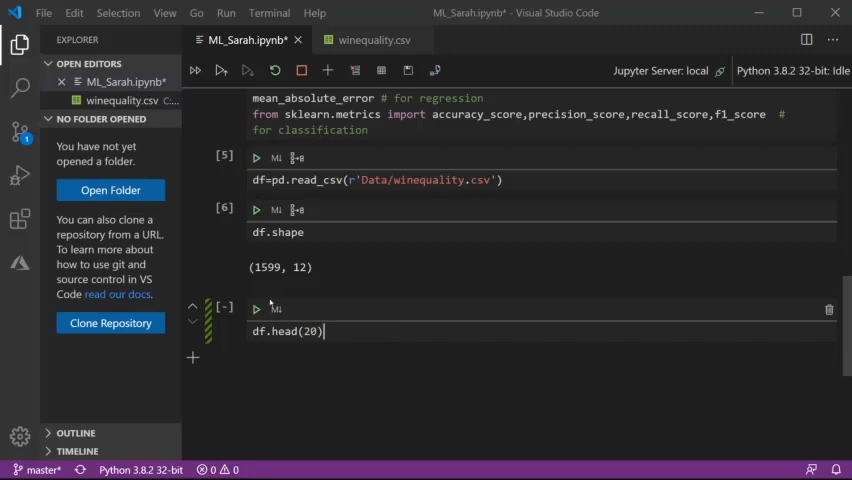 File Edit Selection View Go Run Terminal Help
ML_Sarah.ipynb* - Visual Studio Code
EXPLORER
OPEN EDITORS
ML_Sarah.ipynb*
winequality.csv C:...
NO FOLDER OPENED
You have not yet
opened a folder.
Open Folder
You can also clone a
repository from a URL.
To learn more about
how to use git and
source control in VS
Code read our docs.
Clone Repository
OUTLINE
TIMELINE
1
ML_Sarah.ipynb*
winequality.csv
Jupyter Server: local
Python 3.8.2 32-bit: Idle
mean_absolute_error # for regression
from sklearn.metrics import accuracy_score,precision_score,recall_score,f1_score #
for classification
[5]
M↓
df=pd.read_csv(r'Data/winequality.csv')
[6]
M↓
df.shape
(1599, 12)
[-]
M↓
df.head(20)
master* Python 3.8.2 32-bit 0 0